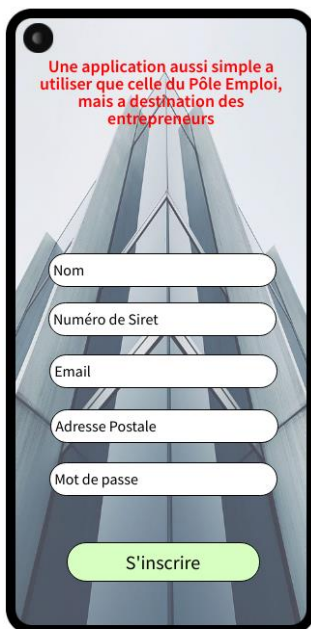 Une application aussi simple a
utiliser que celle du Pôle Emploi,
mais a destination des
entrepreneurs
Nom
Numéro de Siret
Email
Adresse Postale
Mot de passe
S'inscrire